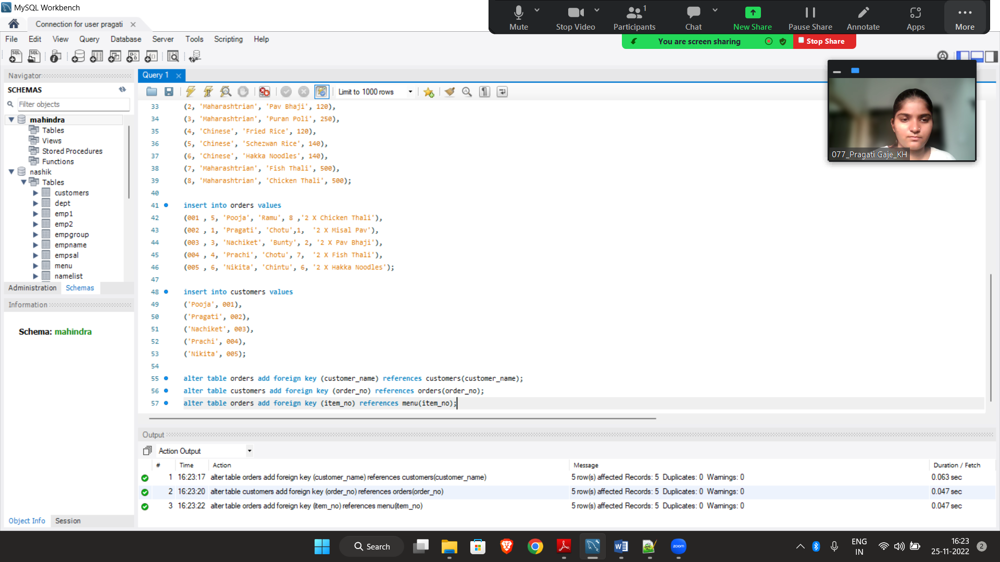 MySQL Workbench
Connection for user pragati
File Edit View Query Database Server Tools Scripting Help
Mute Stop Video Participants 1 Chat New Share Pause Share Annotate Apps More
You are screen sharing Stop Share
Navigator
SCHEMAS
Filter objects
mahindra
Tables
Views
Stored Procedures
Functions
nashik
Tables
customers
dept
emp1
emp2
empgroup
empname
empsal
menu
namelist
Administration Schemas
Information
Schema: mahindra
Object Info Session
Query 1
Limit to 1000 rows
33 (2, 'Maharashtrian', 'Pav Bhaji', 120),
34 (3, 'Maharashtrian', 'Puran Poli', 250),
35 (4, 'Chinese', 'Fried Rice', 120),
36 (5, 'Chinese', 'Schezwan Rice', 140),
37 (6, 'Chinese', 'Hakka Noodles', 140),
38 (7, 'Maharashtrian', 'Fish Thali', 500),
39 (8, 'Maharashtrian', 'Chicken Thali', 500);
40
41 insert into orders values
42 (001 , 5, 'Pooja', 'Ramu', 8 ,'2 X Chicken Thali'),
43 (002 , 1, 'Pragati', 'Chotu',1, '2 X Misal Pav'),
44 (003 , 3, 'Nachiket', 'Bunty', 2, '2 X Pav Bhaji'),
45 (004 , 4, 'Prachi', 'Chotu', 7, '2 X Fish Thali'),
46 (005 , 6, 'Nikita', 'Chintu', 6, '2 X Hakka Noodles');
47
48 insert into customers values
49 ('Pooja', 001),
50 ('Pragati', 002),
51 ('Nachiket', 003),
52 ('Prachi', 004),
53 ('Nikita', 005);
54
55 alter table orders add foreign key (customer_name) references customers(customer_name);
56 alter table customers add foreign key (order_no) references orders(order_no);
57 alter table orders add foreign key (item_no) references menu(item_no);
077_Pragati Gaje_KH
Output
Action Output
# Time Action Message Duration / Fetch
1 16:23:17 alter table orders add foreign key (customer_name) references customers(customer_name) 5 row(s) affected Records: 5 Duplicates: 0 Warnings: 0 0.063 sec
2 16:23:20 alter table customers add foreign key (order_no) references orders(order_no) 5 row(s) affected Records: 5 Duplicates: 0 Warnings: 0 0.047 sec
3 16:23:22 alter table orders add foreign key (item_no) references menu(item_no) 5 row(s) affected Records: 5 Duplicates: 0 Warnings: 0 0.047 sec
Search
zoom
ENG
IN
16:23
25-11-2022
2